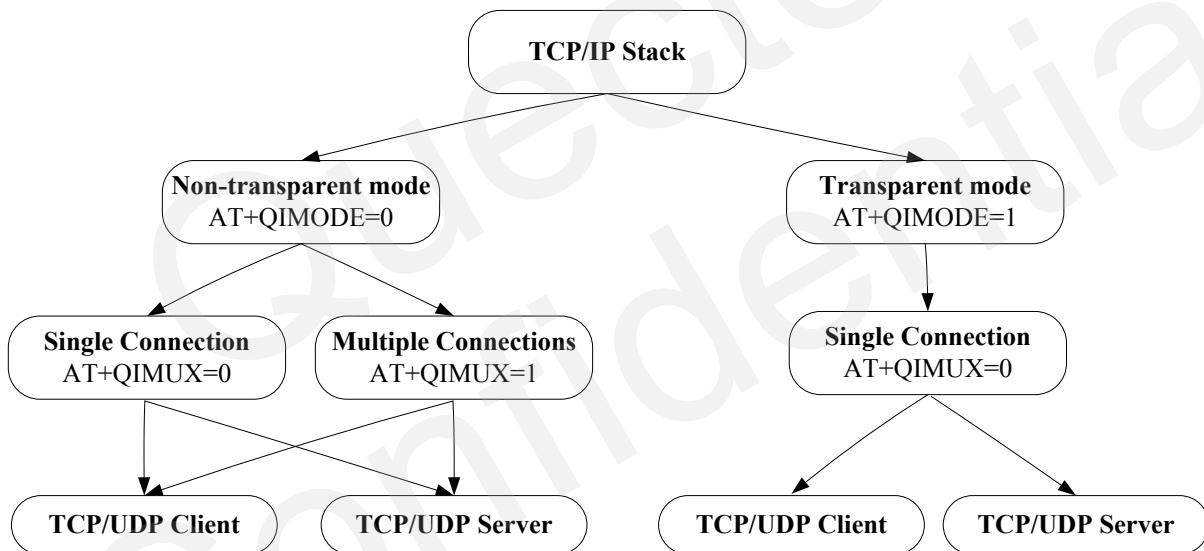 TCP/IP Stack
Non-transparent mode
AT+QIMODE=0
Transparent mode
AT+QIMODE=1
Single Connection
AT+QIMUX=0
Multiple Connections
AT+QIMUX=1
Single Connection
AT+QIMUX=0
TCP/UDP Client
TCP/UDP Server
TCP/UDP Client
TCP/UDP Server